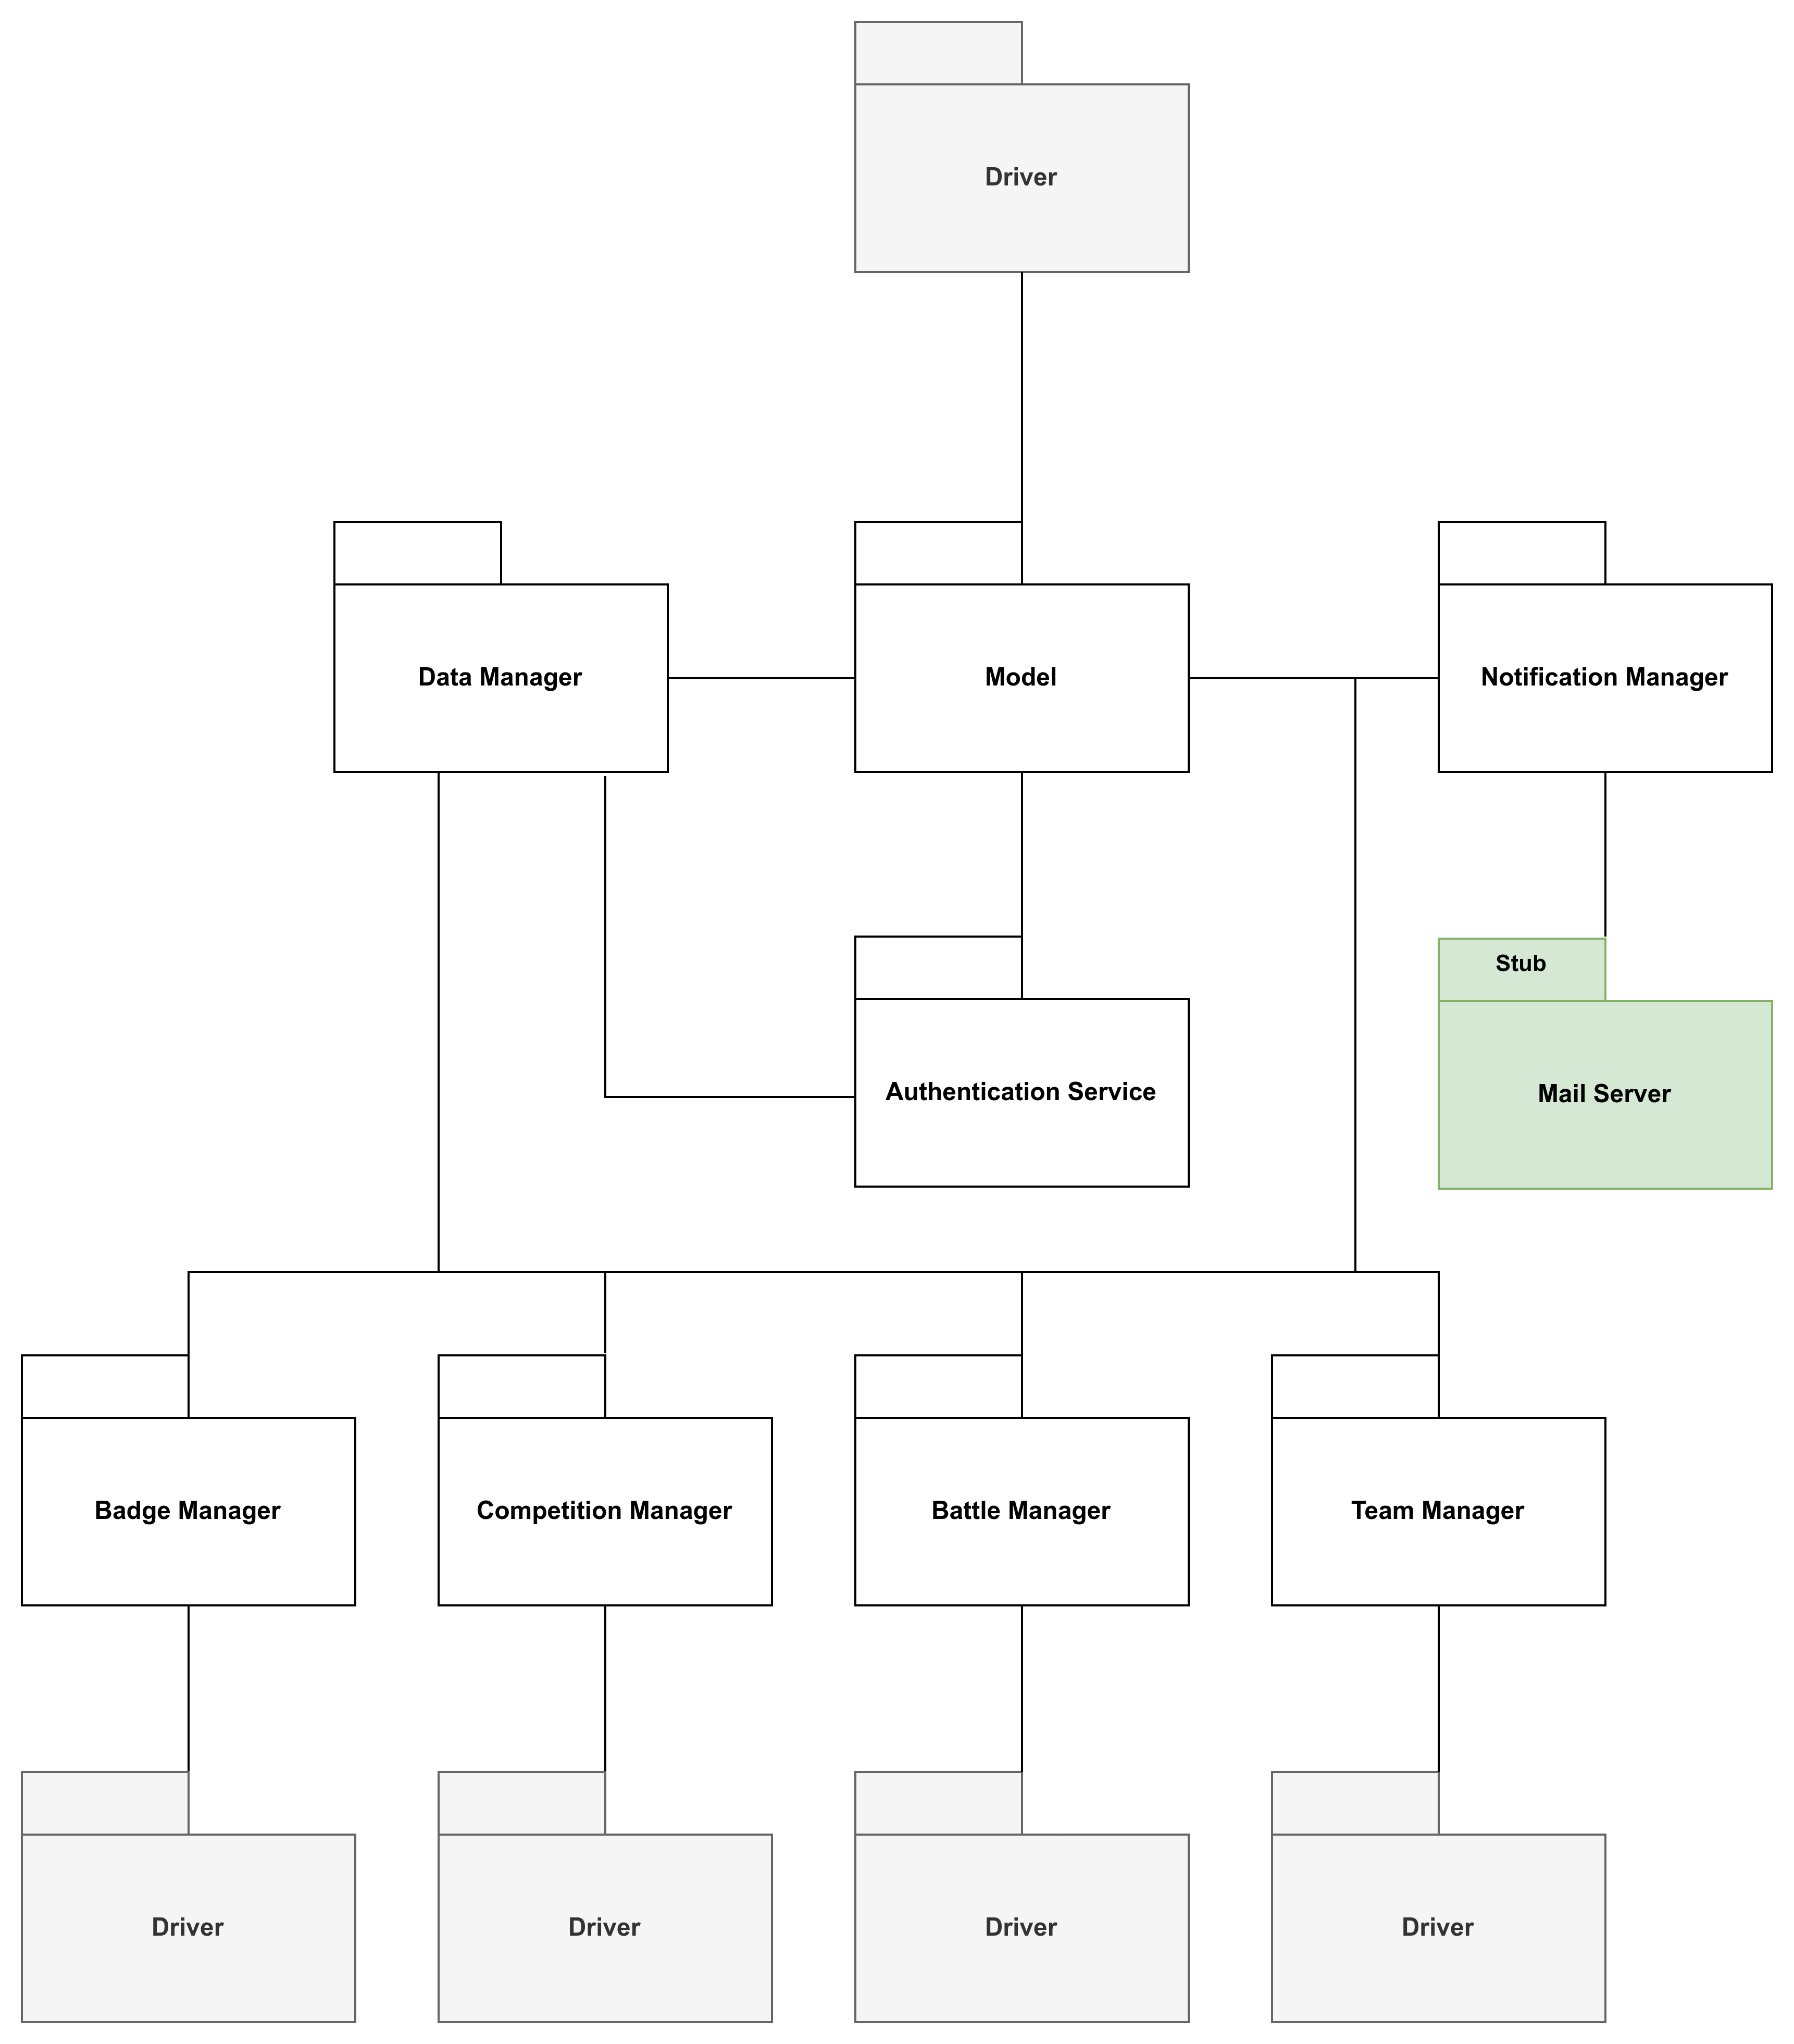 Driver
Data Manager
Model
Notification Manager
Stub
Authentication Service
Mail Server
Badge Manager
Competition Manager
Battle Manager
Team Manager
Driver
Driver
Driver
Driver